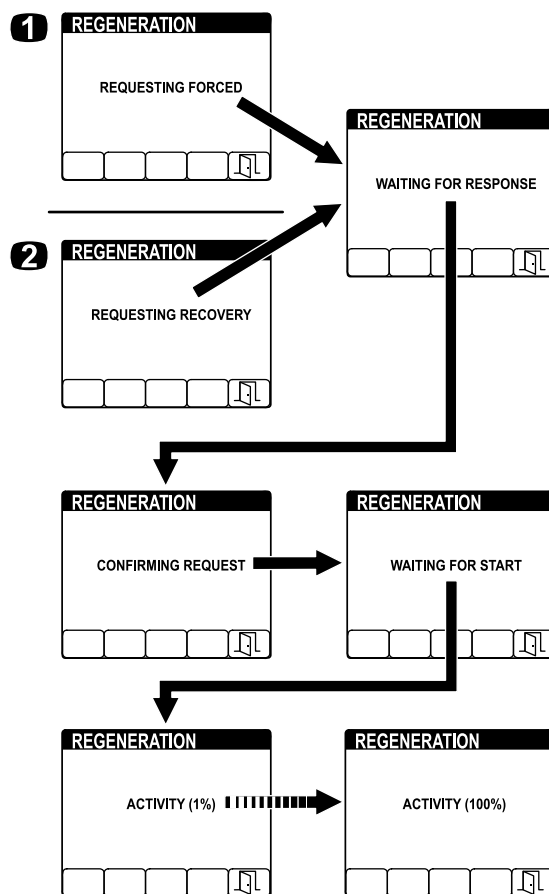 1
REGENERATION
REQUESTING FORCED
REGENERATION
WAITING FOR RESPONSE
2
REGENERATION
REQUESTING RECOVERY
REGENERATION
CONFIRMING REQUEST
REGENERATION
WAITING FOR START
REGENERATION
ACTIVITY (1%)
REGENERATION
ACTIVITY (100%)